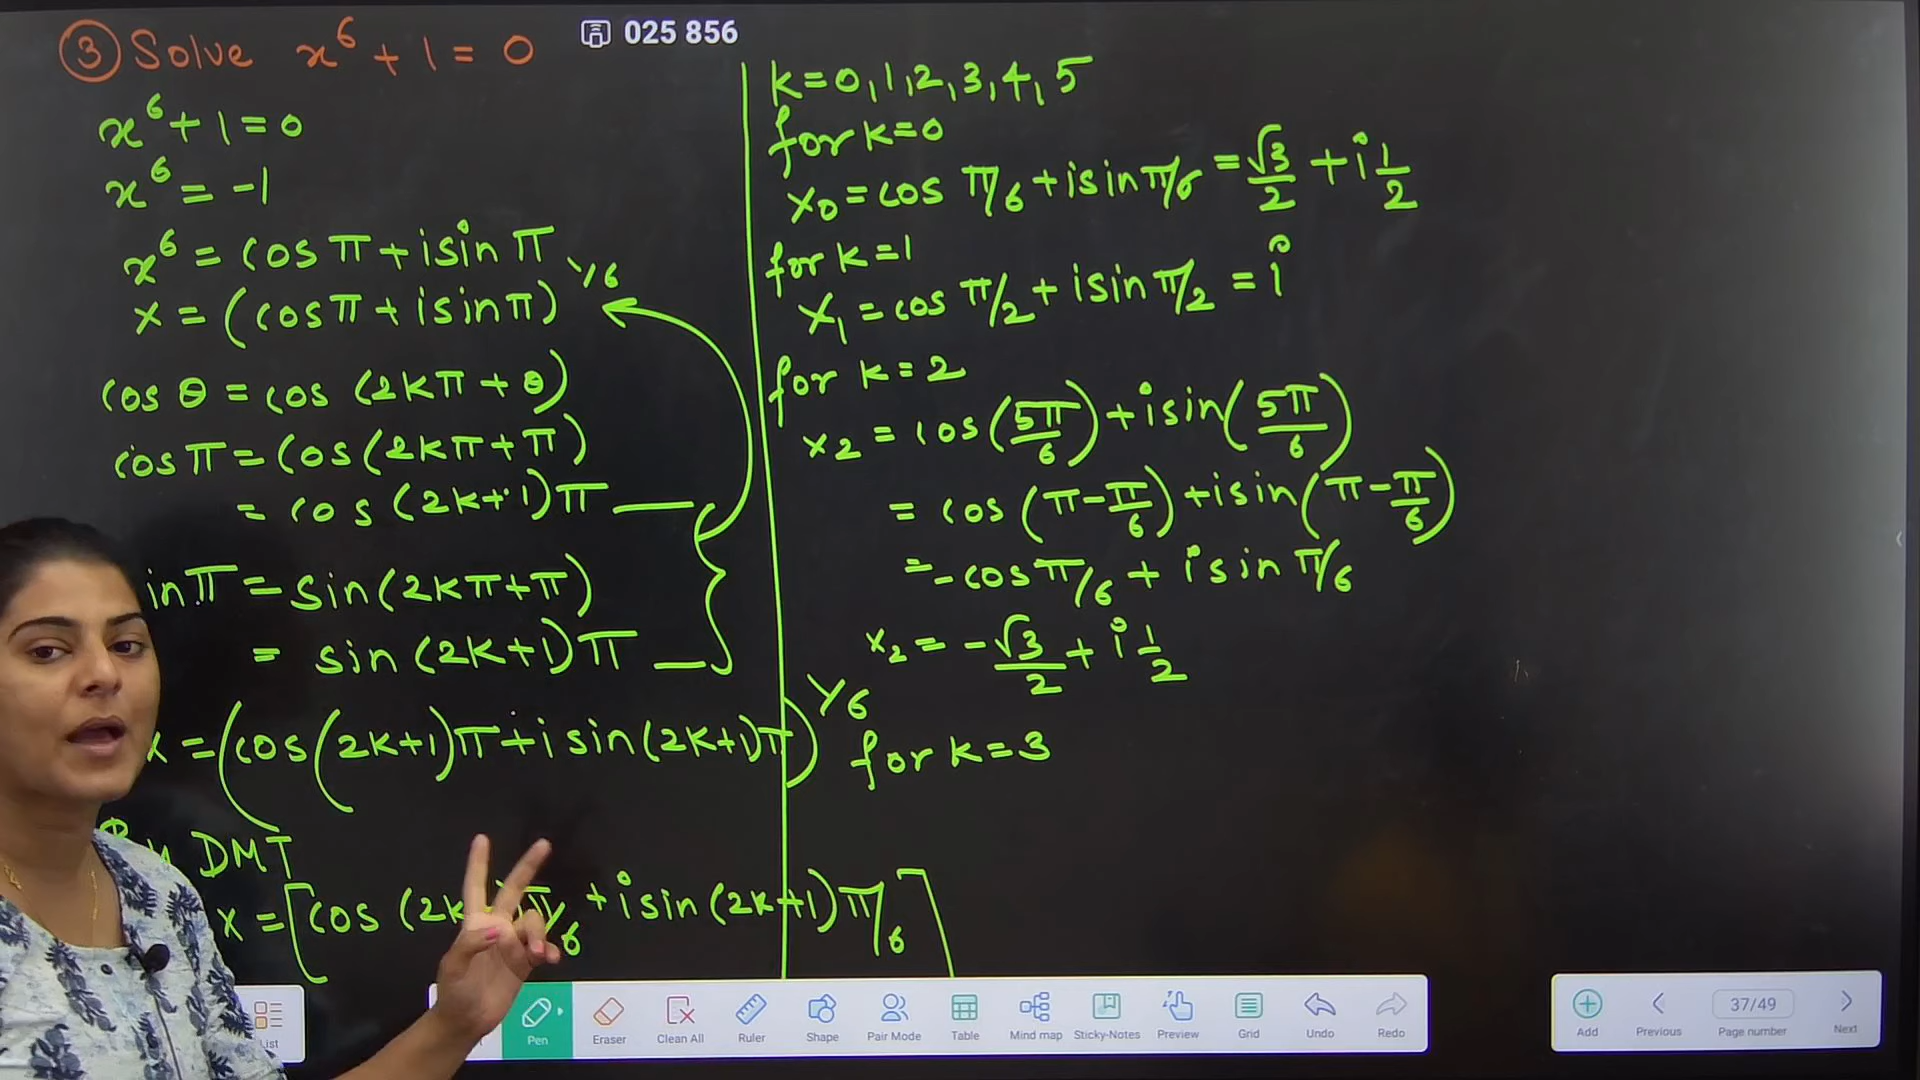 ③ Solve x⁶ + 1 = 0
025 856
x⁶ + 1 = 0
x⁶ = -1
x⁶ = cos π + i sin π
x = (cos π + i sin π)^1/6
cos θ = cos (2kπ + θ)
cos π = cos (2kπ + π)
= cos (2k+1)π
in π = sin (2kπ + π)
= sin (2k+1)π
x = (cos (2k+1)π + i sin (2k+1)π)^1/6
DMT
x = [cos (2k )π/6 + i sin (2k+1)π/6]
k = 0, 1, 2, 3, 4, 5
for k = 0
x₀ = cos π/6 + i sin π/6 = √3/2 + i 1/2
for k = 1
x₁ = cos π/2 + i sin π/2 = i
for k = 2
x₂ = cos (5π/6) + i sin (5π/6)
= cos (π - π/6) + i sin (π - π/6)
= -cos π/6 + i sin π/6
x₂ = -√3/2 + i 1/2
for k = 3
List
Pen
Eraser
Clean All
Ruler
Shape
Pair Mode
Table
Mind map
Sticky-Notes
Preview
Grid
Undo
Redo
Add
Previous
37/49
Page number
Next